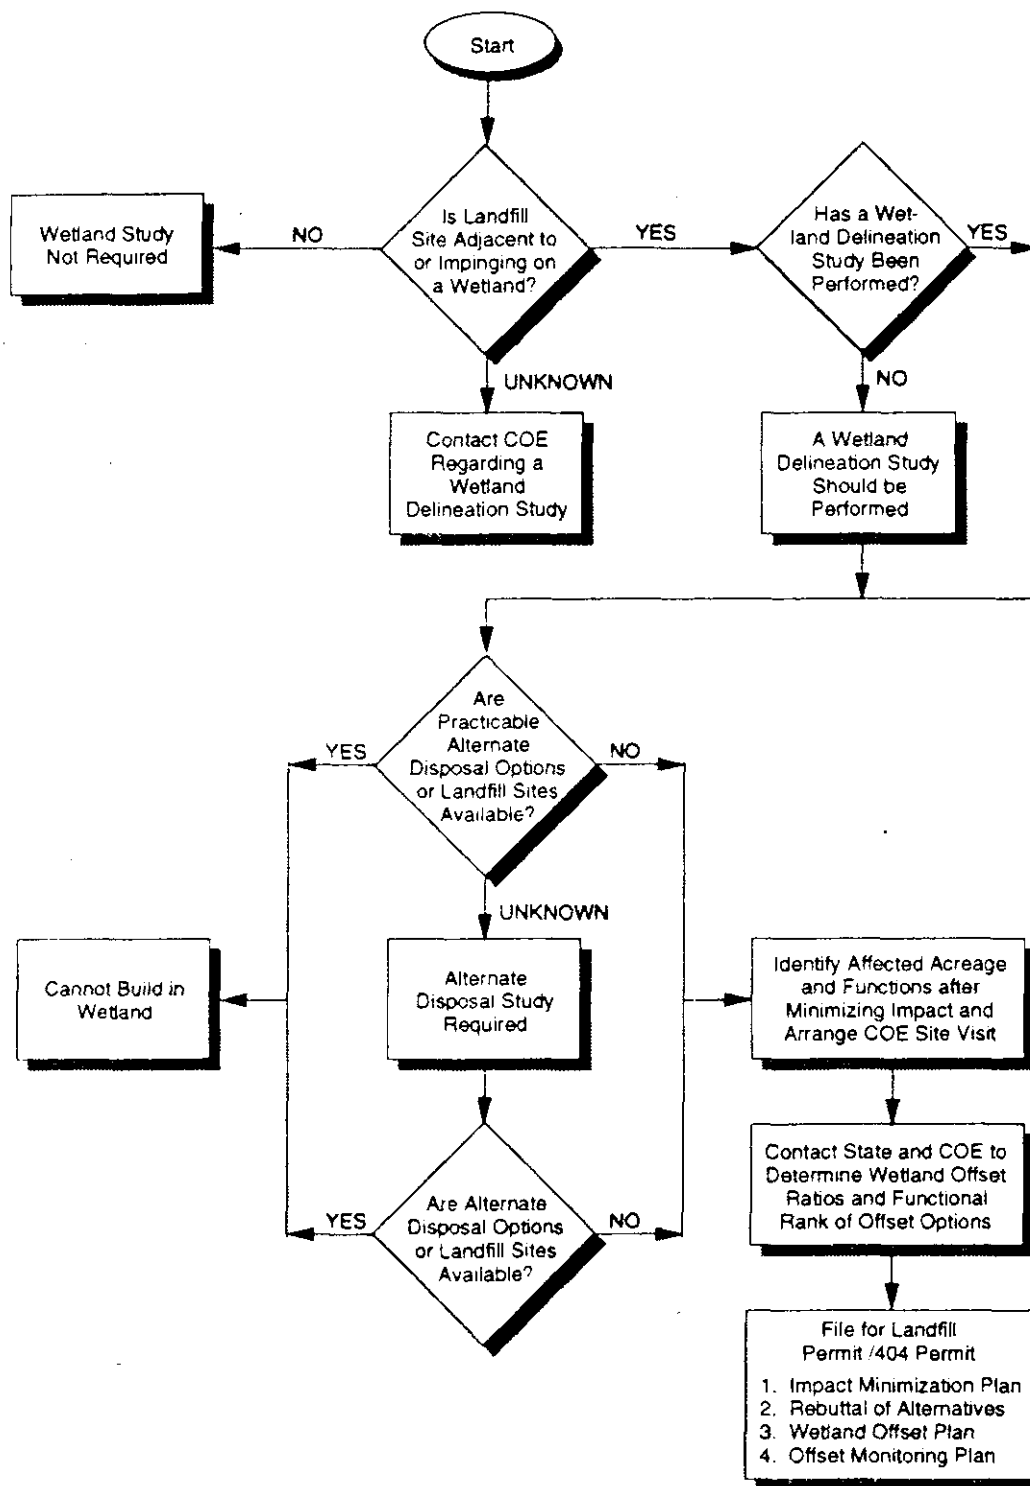 Start
Is Landfill
Site Adjacent to
or Impinging on
a Wetland?
NO
Wetland Study
Not Required
YES
Has a Wet-
land Delineation
Study Been
Performed?
YES
UNKNOWN
Contact COE
Regarding a
Wetland
Delineation Study
NO
A Wetland
Delineation Study
Should be
Performed
Are
Practicable
Alternate
Disposal Options
or Landfill Sites
Available?
YES
NO
UNKNOWN
Cannot Build in
Wetland
Alternate
Disposal Study
Required
Identify Affected Acreage
and Functions after
Minimizing Impact and
Arrange COE Site Visit
Are Alternate
Disposal Options
or Landfill Sites
Available?
YES
NO
Contact State and COE to
Determine Wetland Offset
Ratios and Functional
Rank of Offset Options
File for Landfill
Permit /404 Permit
1. Impact Minimization Plan
2. Rebuttal of Alternatives
3. Wetland Offset Plan
4. Offset Monitoring Plan